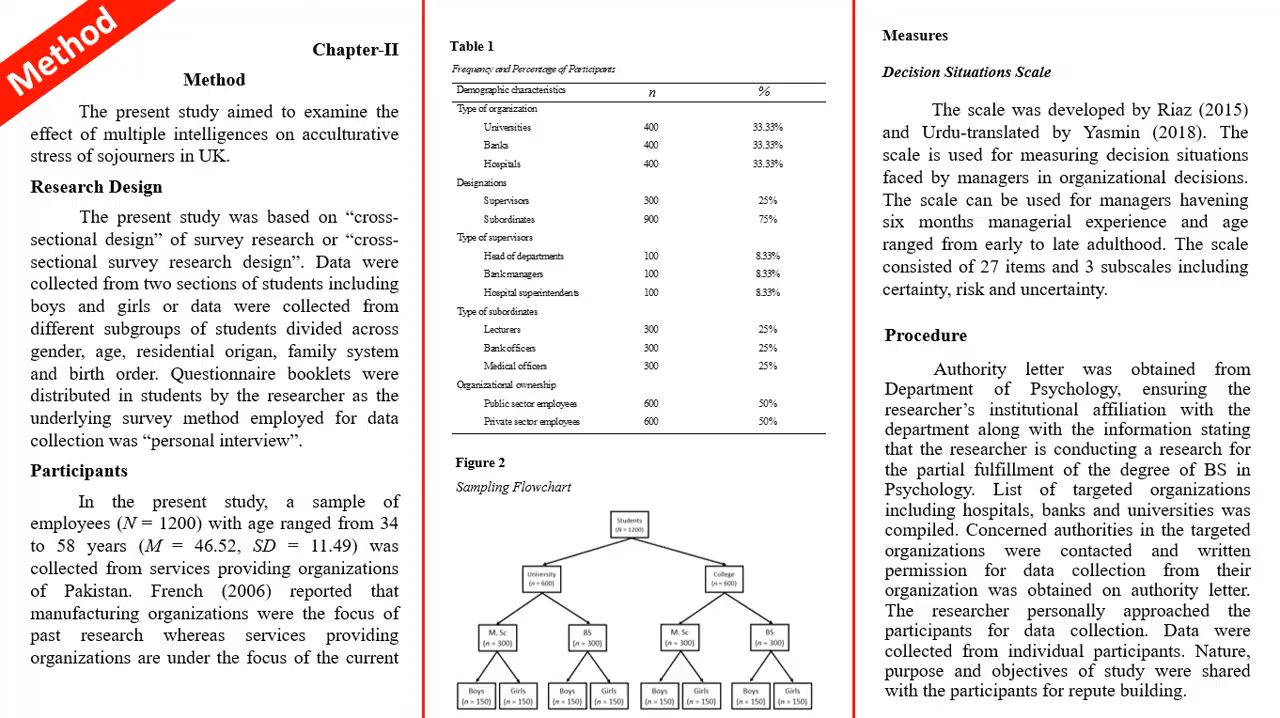 Method
Chapter-II
Method
The present study aimed to examine the
effect of multiple intelligences on acculturative
stress of sojourners in UK.
Research Design
The present study was based on “cross-
sectional design” of survey research or “cross-
sectional survey research design”. Data were
collected from two sections of students including
boys and girls or data were collected from
different subgroups of students divided across
gender, age, residential origan, family system
and birth order. Questionnaire booklets were
distributed in students by the researcher as the
underlying survey method employed for data
collection was “personal interview”.
Participants
In the present study, a sample of
employees (N = 1200) with age ranged from 34
to 58 years (M = 46.52, SD = 11.49) was
collected from services providing organizations
of Pakistan. French (2006) reported that
manufacturing organizations were the focus of
past research whereas services providing
organizations are under the focus of the current
Table 1
Frequency and Percentage of Participants
Demographic characteristics n %
Type of organization
Universities 400 33.33%
Banks 400 33.33%
Hospitals 400 33.33%
Designations
Supervisors 300 25%
Subordinates 900 75%
Type of supervisors
Head of departments 100 8.33%
Bank managers 100 8.33%
Hospital superintendents 100 8.33%
Type of subordinates
Lecturers 300 25%
Bank officers 300 25%
Medical officers 300 25%
Organizational ownership
Public sector employees 600 50%
Private sector employees 600 50%
Figure 2
Sampling Flowchart
Students
(N = 1200)
University College
(n = 600) (n = 600)
M. Sc BS M. Sc BS
(n = 300) (n = 300) (n = 300) (n = 300)
Boys Girls Boys Girls Boys Girls Boys Girls
(n = 150) (n = 150) (n = 150) (n = 150) (n = 150) (n = 150) (n = 150) (n = 150)
Measures
Decision Situations Scale
The scale was developed by Riaz (2015)
and Urdu-translated by Yasmin (2018). The
scale is used for measuring decision situations
faced by managers in organizational decisions.
The scale can be used for managers havening
six months managerial experience and age
ranged from early to late adulthood. The scale
consisted of 27 items and 3 subscales including
certainty, risk and uncertainty.
Procedure
Authority letter was obtained from
Department of Psychology, ensuring the
researcher’s institutional affiliation with the
department along with the information stating
that the researcher is conducting a research for
the partial fulfillment of the degree of BS in
Psychology. List of targeted organizations
including hospitals, banks and universities was
compiled. Concerned authorities in the targeted
organizations were contacted and written
permission for data collection from their
organization was obtained on authority letter.
The researcher personally approached the
participants for data collection. Data were
collected from individual participants. Nature,
purpose and objectives of study were shared
with the participants for repute building.